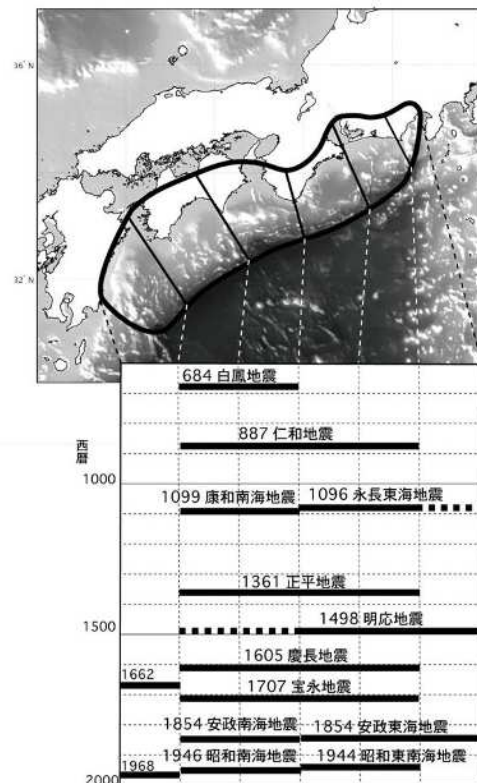 36°N
32°N
684 白鳳地震
887 仁和地震
西暦
1000
1099 康和南海地震
1096 永長東海地震
1361 正平地震
1498 明応地震
1500
1605 慶長地震
1662
1707 宝永地震
1854 安政南海地震
1854 安政東海地震
1946 昭和南海地震
1944 昭和東南海地震
1968
2000